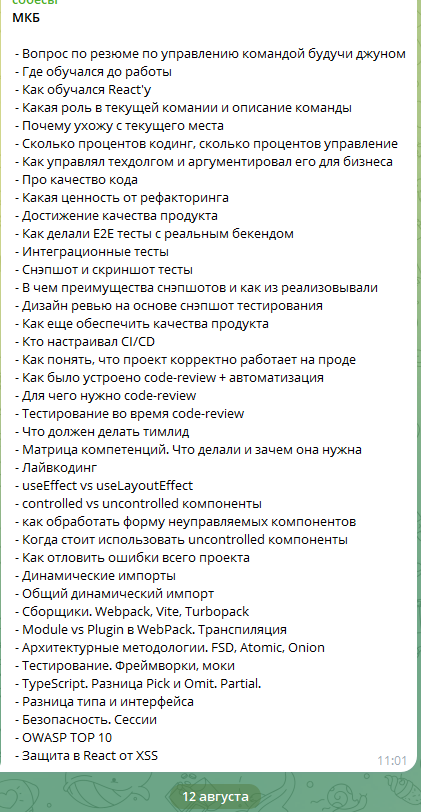 собесы
МКБ
- Вопрос по резюме по управлению командой будучи джуном
- Где обучался до работы
- Как обучался React'у
- Какая роль в текущей комании и описание команды
- Почему ухожу с текущего места
- Сколько процентов кодинг, сколько процентов управление
- Как управлял техдолгом и аргументировал его для бизнеса
- Про качество кода
- Какая ценность от рефакторинга
- Достижение качества продукта
- Как делали E2E тесты с реальным бекендом
- Интеграционные тесты
- Снэпшот и скриншот тесты
- В чем преимущества снэпшотов и как из реализовывали
- Дизайн ревью на основе снэпшот тестирования
- Как еще обеспечить качества продукта
- Кто настраивал CI/CD
- Как понять, что проект корректно работает на проде
- Как было устроено code-review + автоматизация
- Для чего нужно code-review
- Тестирование во время code-review
- Что должен делать тимлид
- Матрица компетенций. Что делали и зачем она нужна
- Лайвкодинг
- useEffect vs useLayoutEffect
- controlled vs uncontrolled компоненты
- как обработать форму неуправляемых компонентов
- Когда стоит использовать uncontrolled компоненты
- Как отловить ошибки всего проекта
- Динамические импорты
- Общий динамический импорт
- Сборщики. Webpack, Vite, Turbopack
- Module vs Plugin в WebPack. Транспиляция
- Архитектурные методологии. FSD, Atomic, Onion
- Тестирование. Фреймворки, моки
- TypeScript. Разница Pick и Omit. Partial.
- Разница типа и интерфейса
- Безопасность. Сессии
- OWASP TOP 10
- Защита в React от XSS
11:01
12 августа